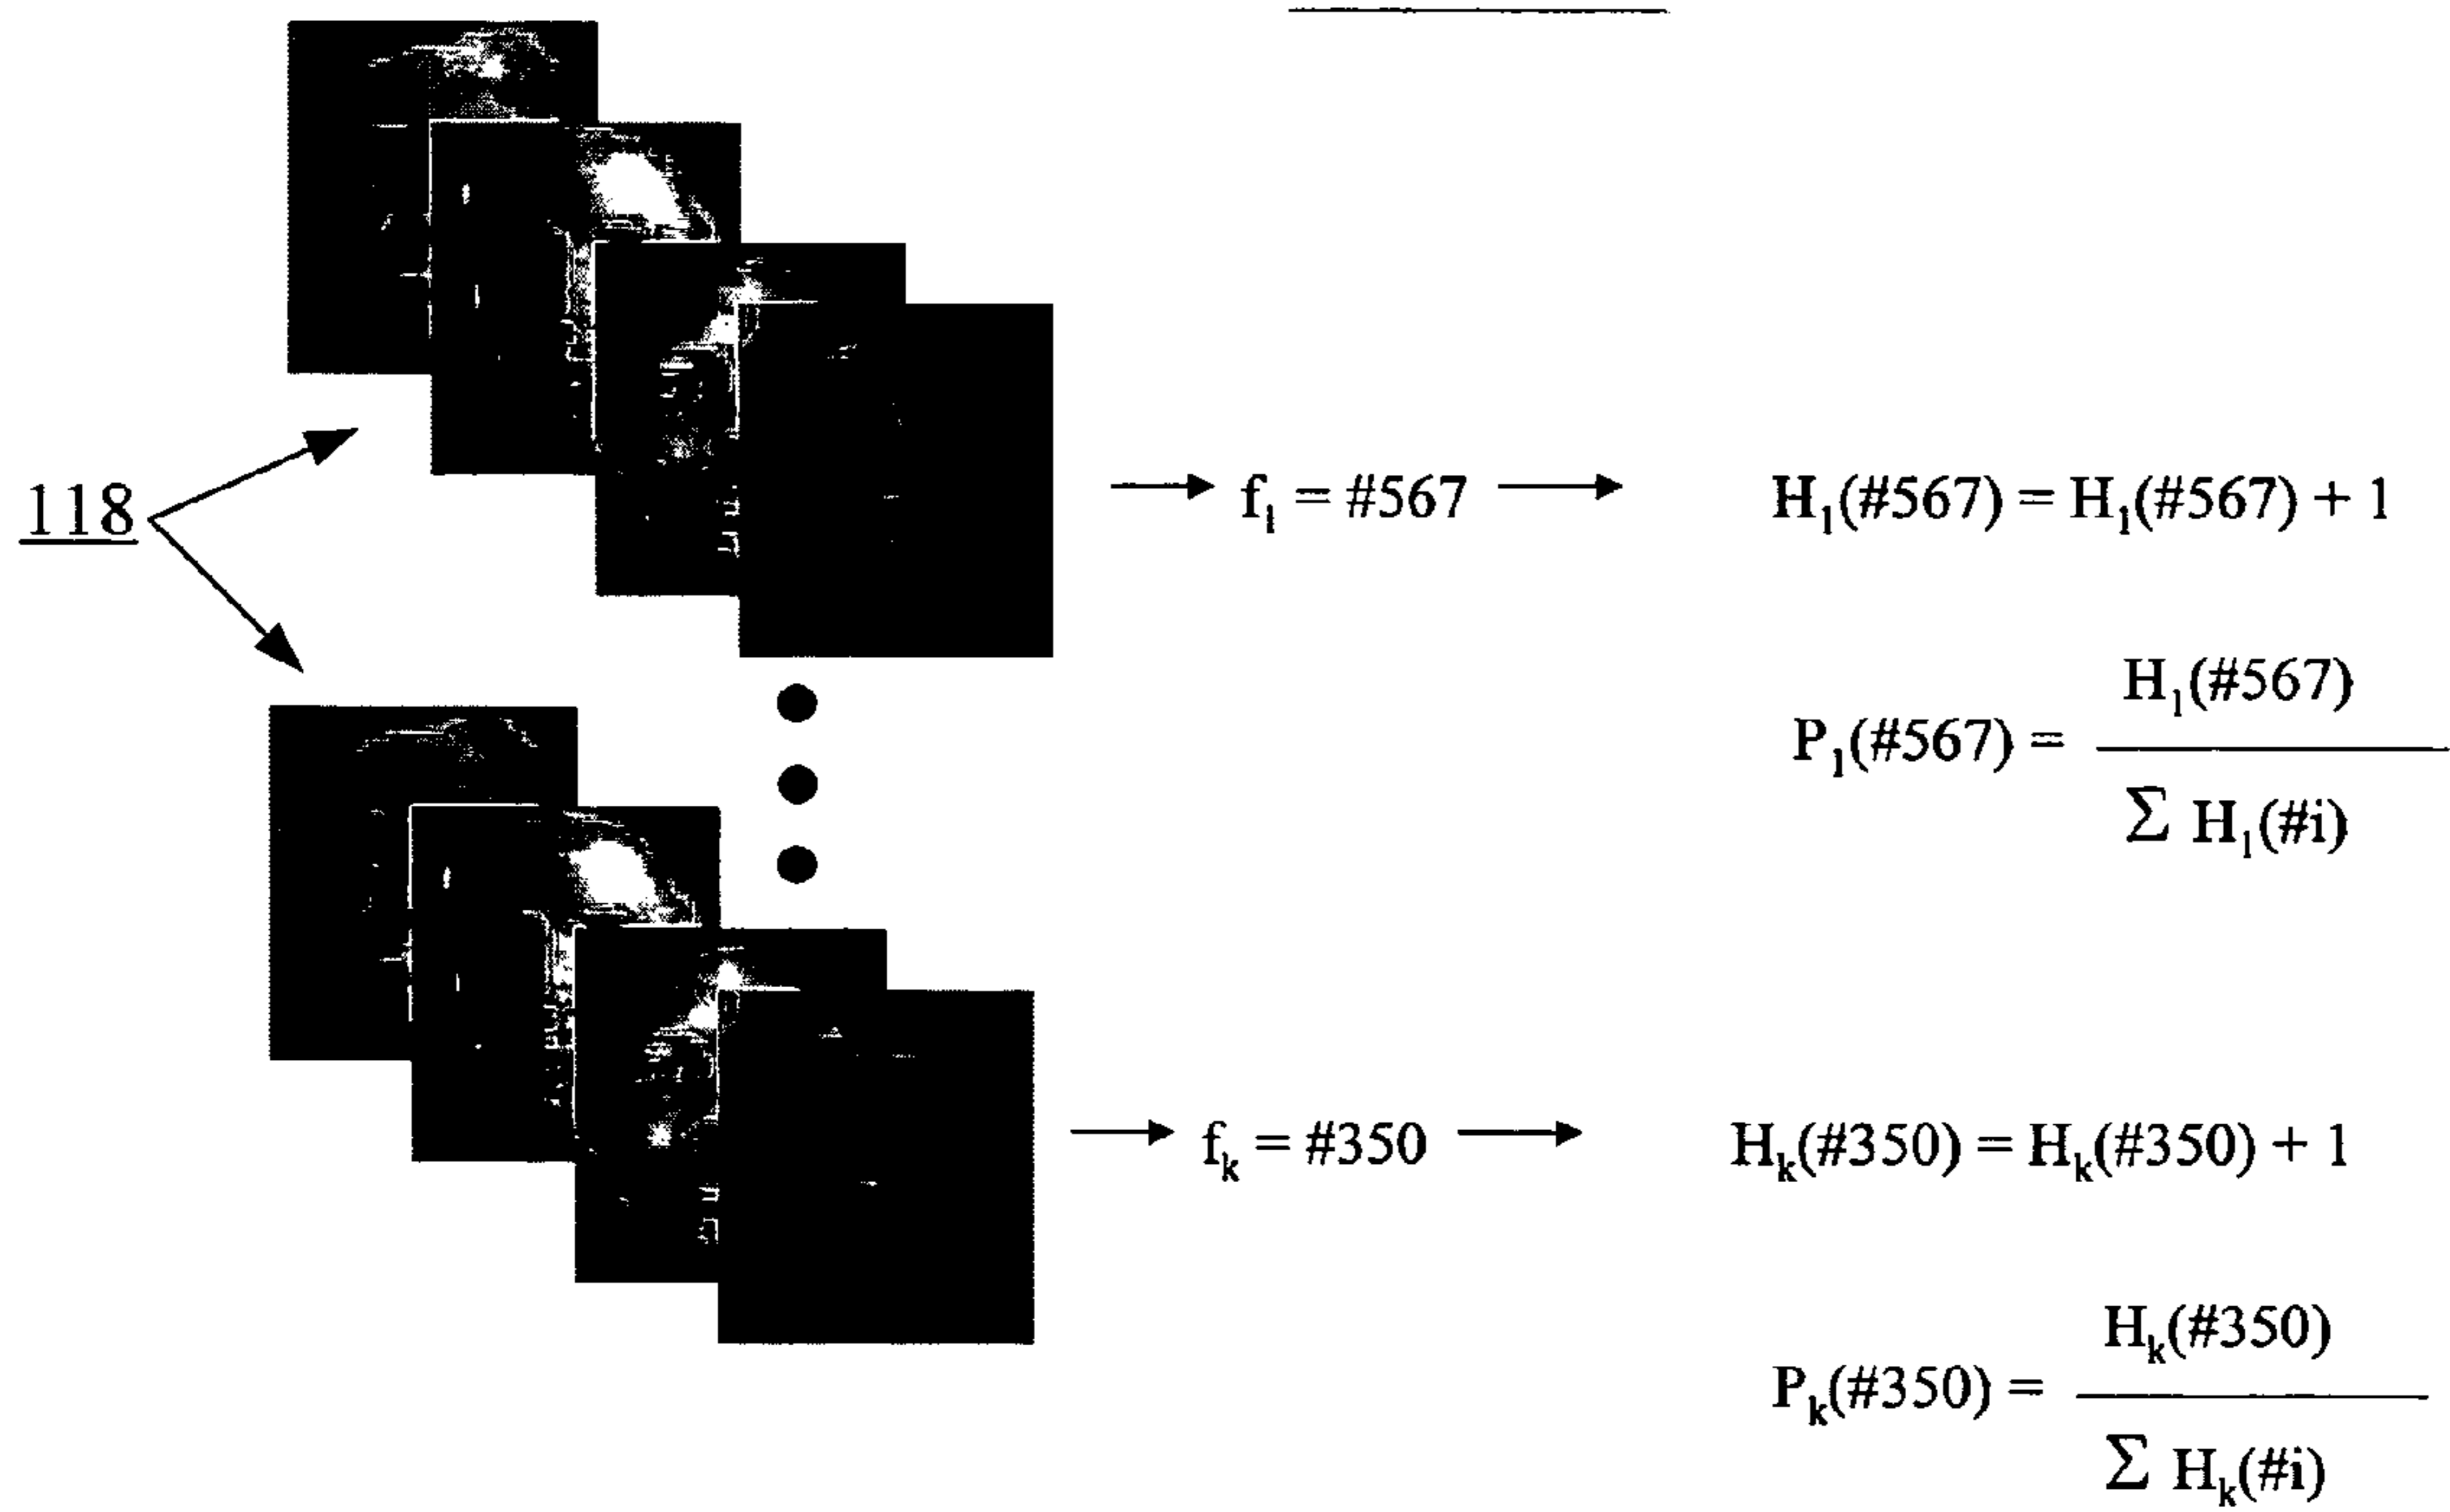 118
f₁ = #567
H₁(#567) = H₁(#567) + 1
P₁(#567) = H₁(#567)
∑ H₁(#i)
fₖ = #350
Hₖ(#350) = Hₖ(#350) + 1
Pₖ(#350) = Hₖ(#350)
∑ Hₖ(#i)